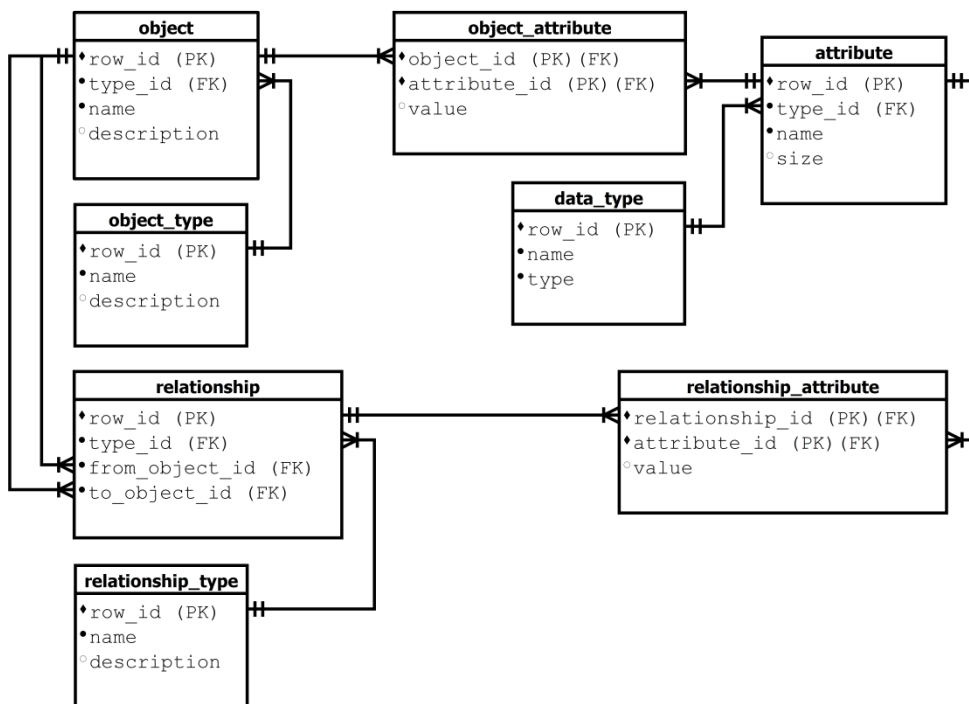 object
row_id (PK)
type_id (FK)
name
description
object_attribute
object_id (PK)(FK)
attribute_id (PK)(FK)
value
attribute
row_id (PK)
type_id (FK)
name
size
object_type
row_id (PK)
name
description
data_type
row_id (PK)
name
type
relationship
row_id (PK)
type_id (FK)
from_object_id (FK)
to_object_id (FK)
relationship_attribute
relationship_id (PK)(FK)
attribute_id (PK)(FK)
value
relationship_type
row_id (PK)
name
description